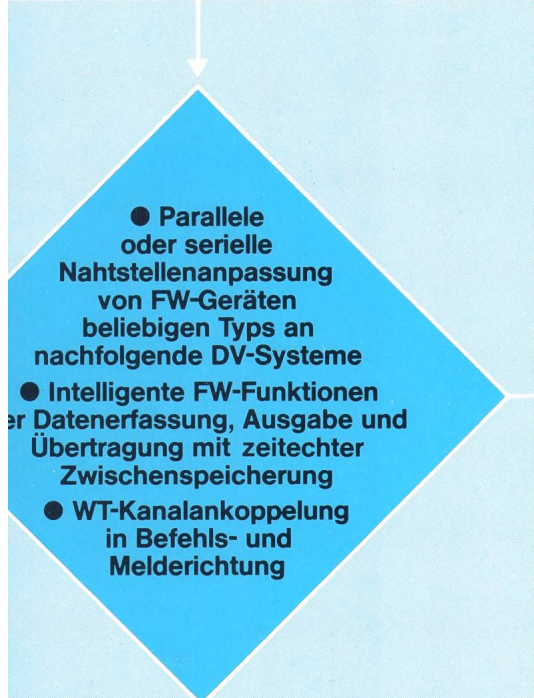 ● Parallele
oder serielle
Nahtstellenanpassung
von FW-Geräten
beliebigen Typs an
nachfolgende DV-Systeme
● Intelligente FW-Funktionen
Datenerfassung, Ausgabe und
Übertragung mit zeitechter
Zwischenspeicherung
● WT-Kanalankoppelung
in Befehls- und
Melderichtung